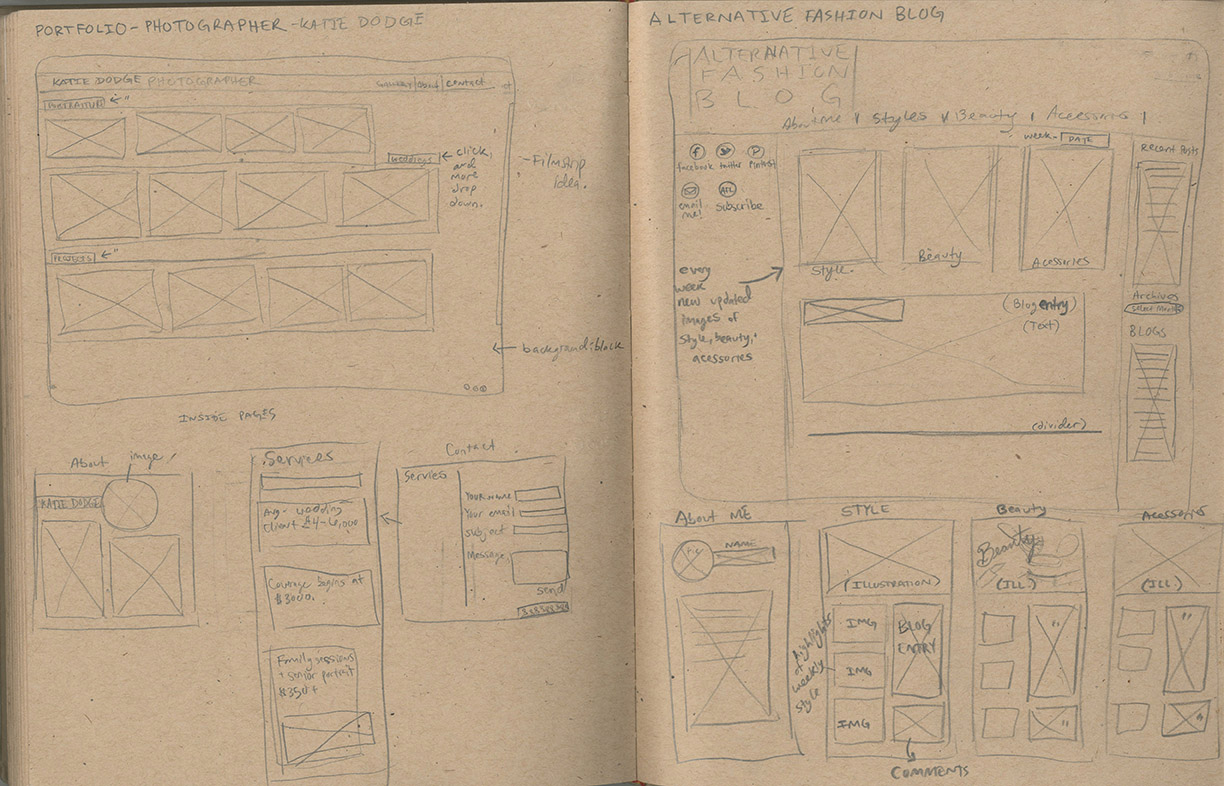 PORTFOLIO - PHOTOGRAPHER - KATIE DODGE
KATIE DODGE PHOTOGRAPHER
GALLERY | About | Contact
PORTRAITURE ← "
WEDDINGS
← click,
and
more
drop
down.
- Filmstrip
idea.
PROJECTS ← "
← background: black
INSIDE PAGES
About
image
KATIE DODGE
Services
Avg - wedding
client $4-6,000
Coverage begins at
$3000.
Family sessions
+ senior portrait
$350+
Contact
Servies
YOUR NAME
Your email
subject
Message,
send
ALTERNATIVE FASHION BLOG
ALTERNATIVE
FASHION
BLOG
About Me | Styles | Beauty | Acessories |
week - DATE
facebook twitter Pintrest
email
me!
subscribe
every
week
new updated
images of
style, beauty,
acessories
Style.
Beauty
Acessories
(Blog entry)
(Text)
(divider)
RECENT POSTS
Archives
Select Month
BLOGS
About ME
PIC
NAME
STYLE
(ILLUSTRATION)
highlights
of
weekly
style
IMG
IMG
IMG
BLOG
ENTRY
COMMENTS
Beauty
Beauty
(ILL.)
"
"
Acessories
(ILL.)
"
"